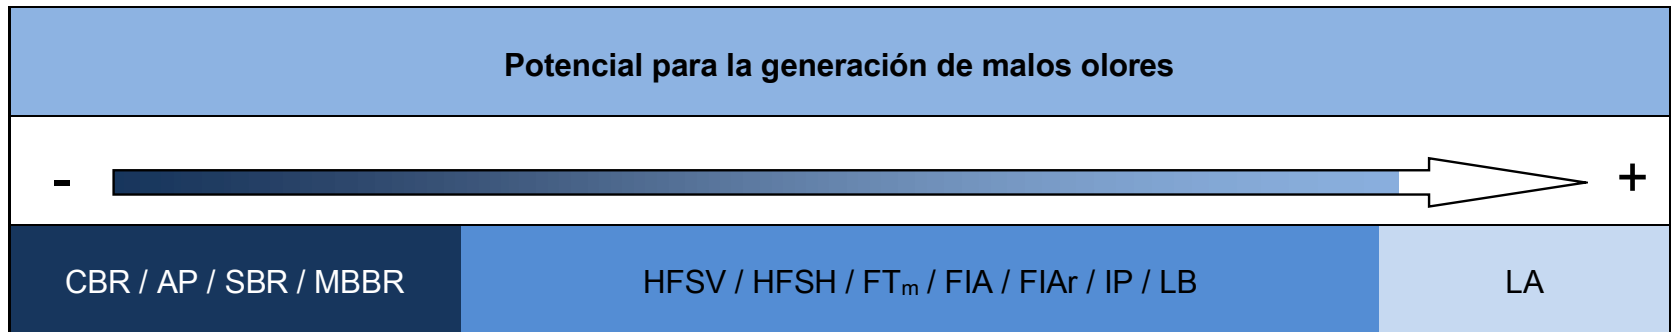 Potencial para la generación de malos olores
- +
CBR / AP / SBR / MBBR HFSV / HFSH / FTₘ / FIA / FIAr / IP / LB LA